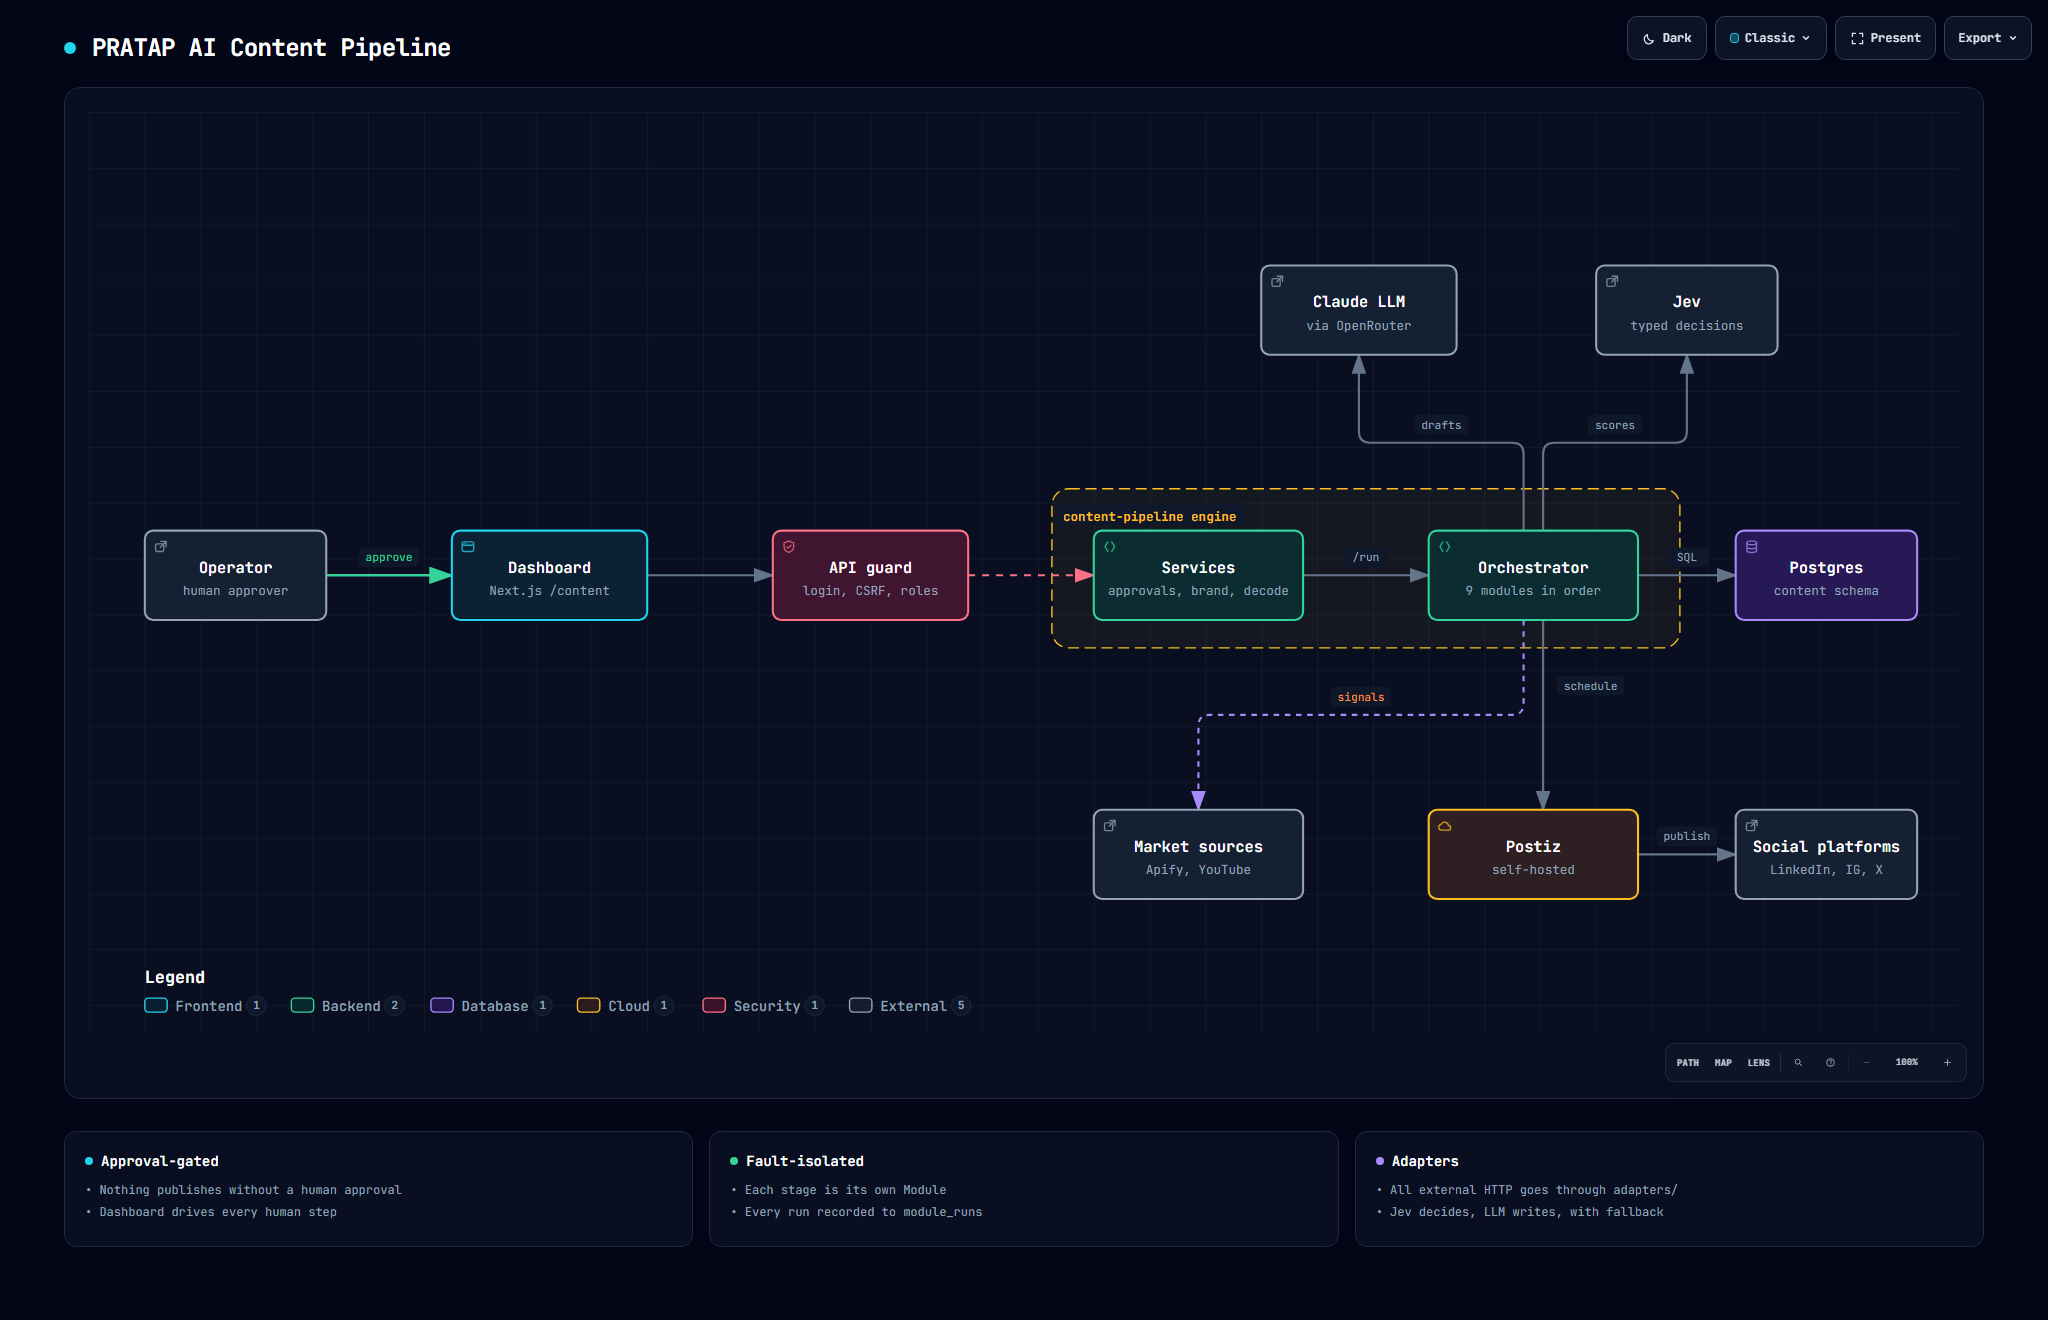 PRATAP AI Content Pipeline
Dark
Classic
Present
Export
Claude LLM
via OpenRouter
Jev
typed decisions
drafts
scores
content-pipeline engine
Operator
human approver
approve
Dashboard
Next.js /content
API guard
login, CSRF, roles
Services
approvals, brand, decode
/run
Orchestrator
9 modules in order
SQL
Postgres
content schema
signals
schedule
Market sources
Apify, YouTube
Postiz
self-hosted
publish
Social platforms
LinkedIn, IG, X
Legend
Frontend 1
Backend 2
Database 1
Cloud 1
Security 1
External 5
PATH MAP LENS
100%
Approval-gated
• Nothing publishes without a human approval
• Dashboard drives every human step
Fault-isolated
• Each stage is its own Module
• Every run recorded to module_runs
Adapters
• All external HTTP goes through adapters/
• Jev decides, LLM writes, with fallback